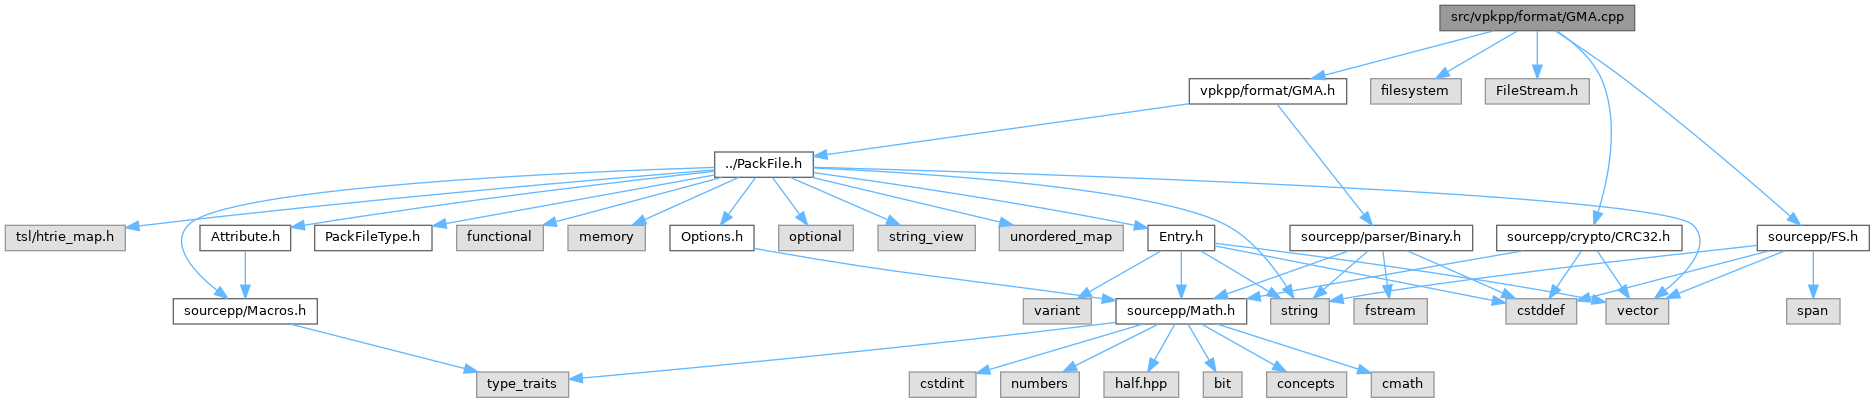 src/vpkpp/format/GMA.cpp
vpkpp/format/GMA.h
filesystem
FileStream.h
../PackFile.h
tsl/htrie_map.h
Attribute.h
PackFileType.h
functional
memory
Options.h
optional
string_view
unordered_map
Entry.h
sourcepp/parser/Binary.h
sourcepp/crypto/CRC32.h
sourcepp/FS.h
sourcepp/Macros.h
variant
sourcepp/Math.h
string
fstream
cstddef
vector
span
type_traits
cstdint
numbers
half.hpp
bit
concepts
cmath